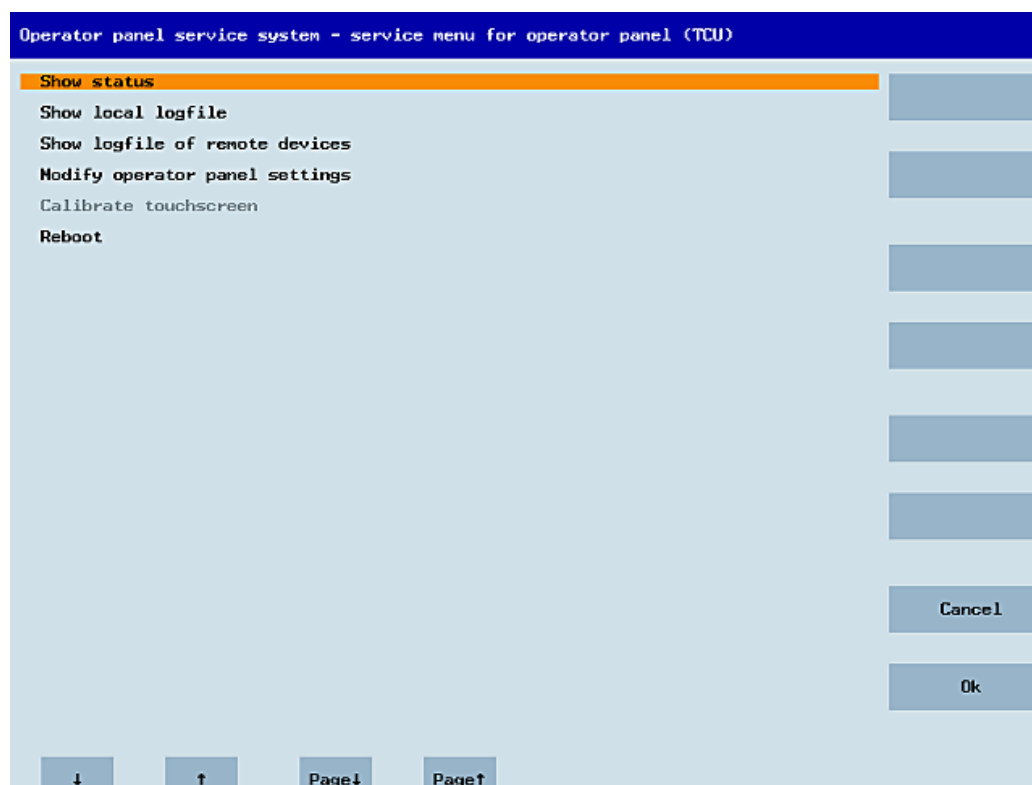 Operator panel service system - service menu for operator panel (TCU)
Show status
Show local logfile
Show logfile of remote devices
Modify operator panel settings
Calibrate touchscreen
Reboot
Cancel
Ok
↓ ↑ Page↓ Page↑